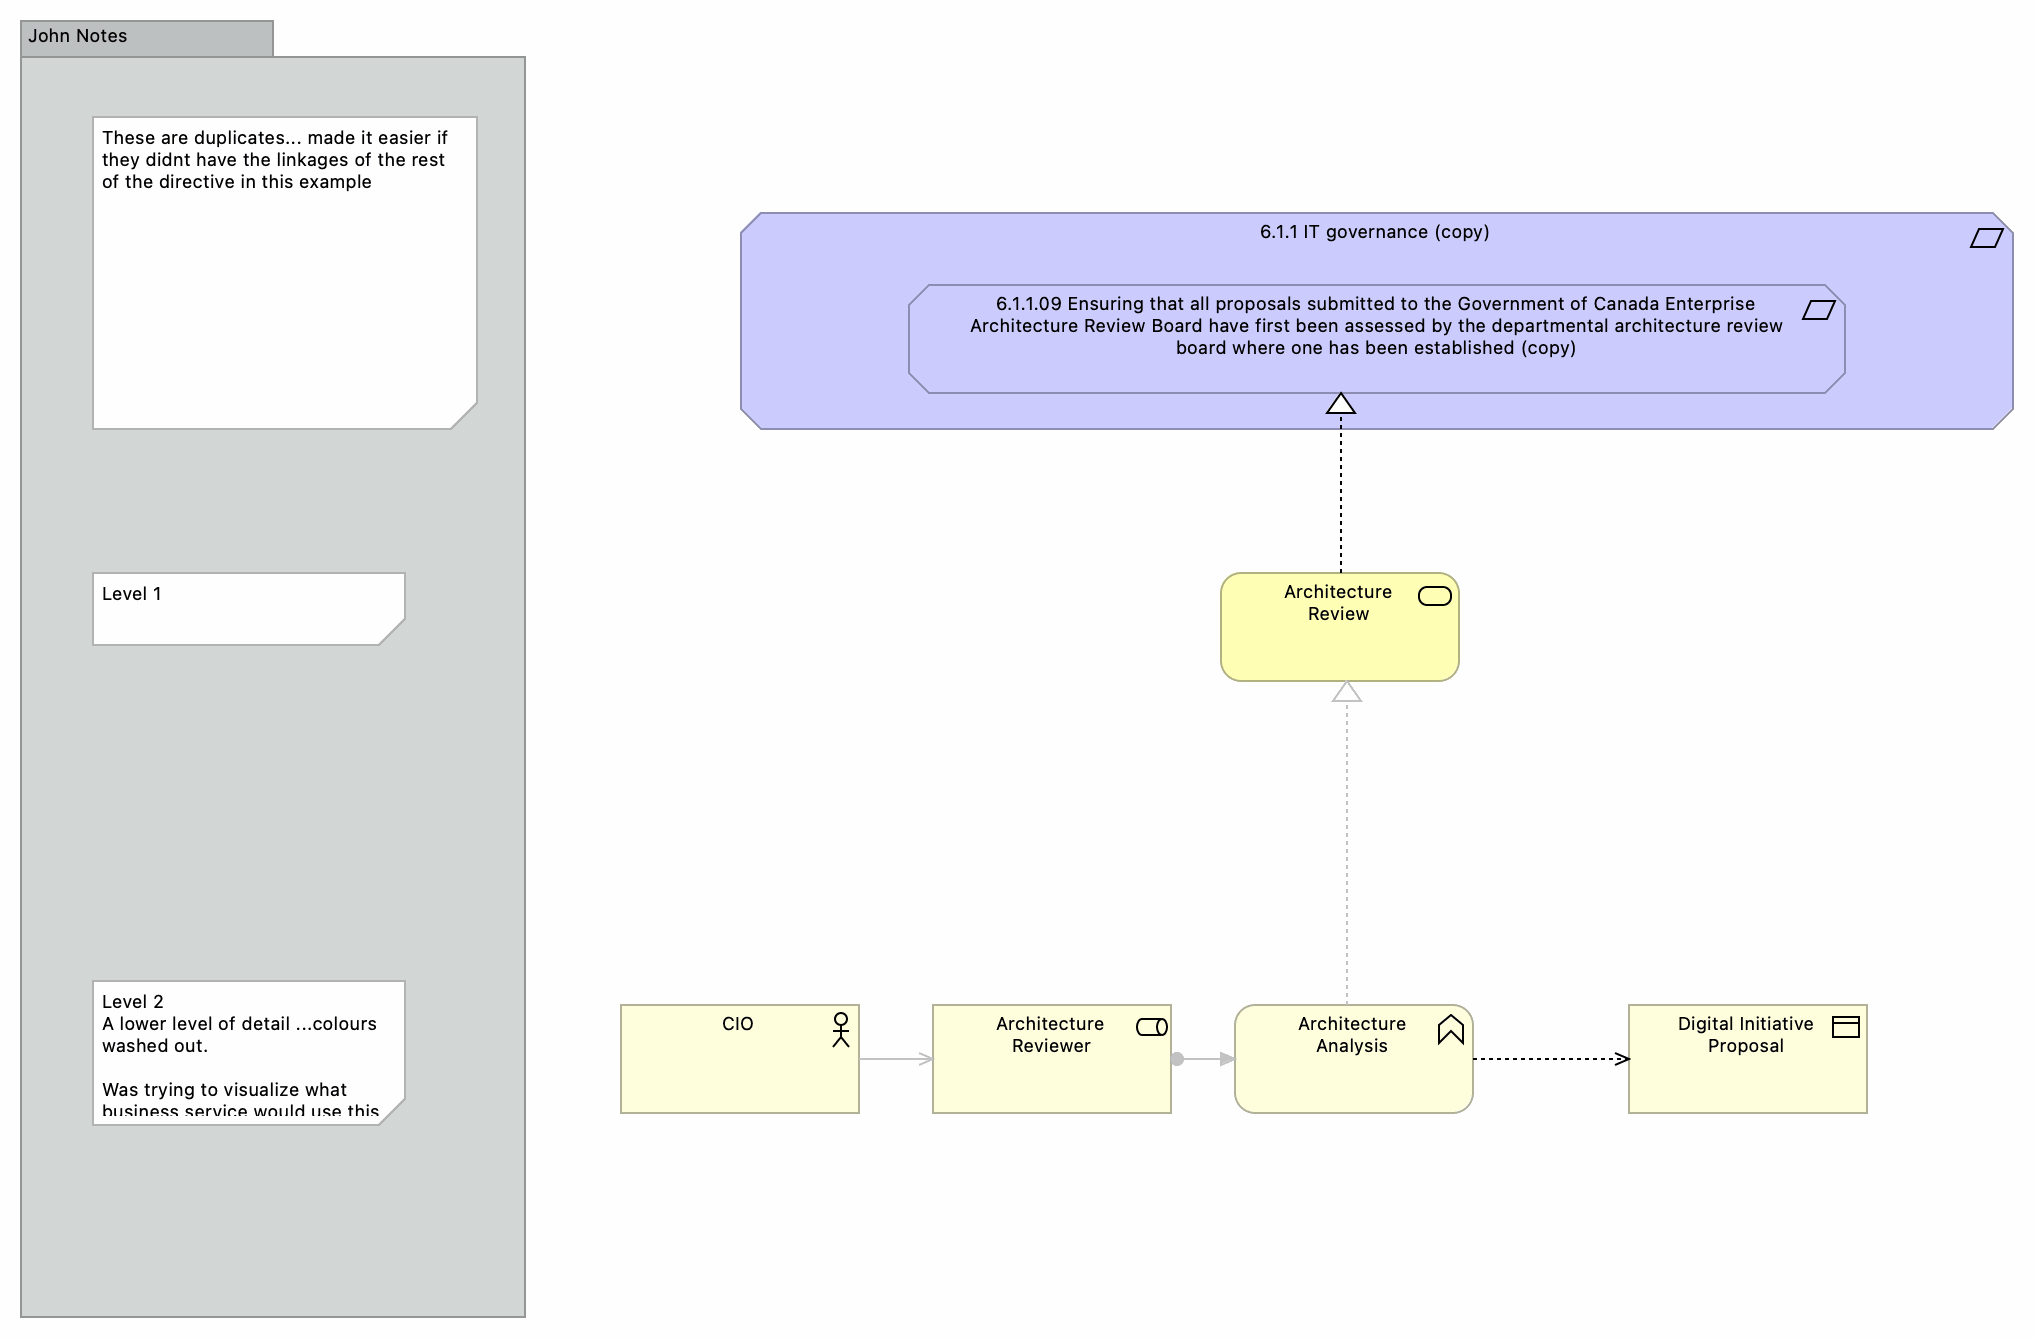 John Notes
These are duplicates... made it easier if
they didnt have the linkages of the rest
of the directive in this example
6.1.1 IT governance (copy)
6.1.1.09 Ensuring that all proposals submitted to the Government of Canada Enterprise
Architecture Review Board have first been assessed by the departmental architecture review
board where one has been established (copy)
Level 1
Architecture
Review
Level 2
A lower level of detail ...colours
washed out.
Was trying to visualize what
business service would use this
CIO
Architecture
Reviewer
Architecture
Analysis
Digital Initiative
Proposal